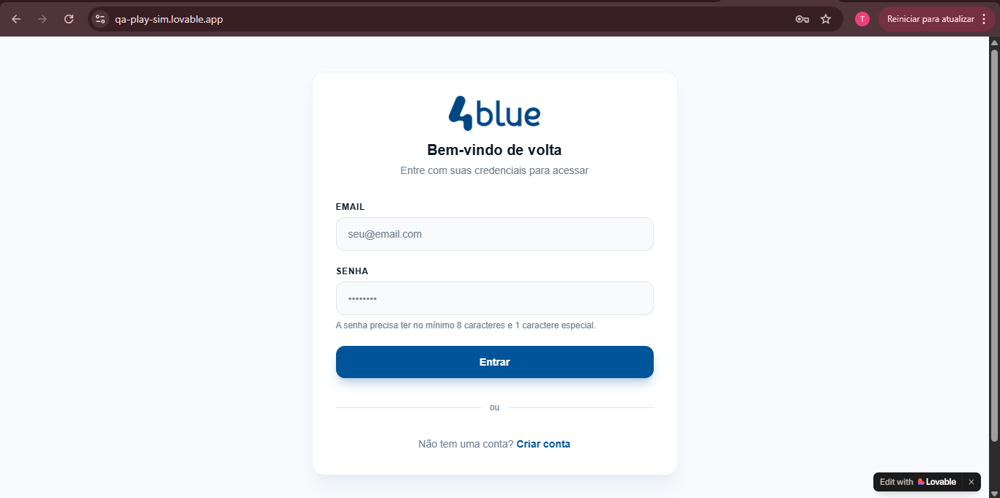 qa-play-sim.lovable.app
T
Reiniciar para atualizar
4blue
Bem-vindo de volta
Entre com suas credenciais para acessar
EMAIL
seu@email.com
SENHA
••••••••
A senha precisa ter no mínimo 8 caracteres e 1 caractere especial.
Entrar
ou
Não tem uma conta? Criar conta
Edit with Lovable ×